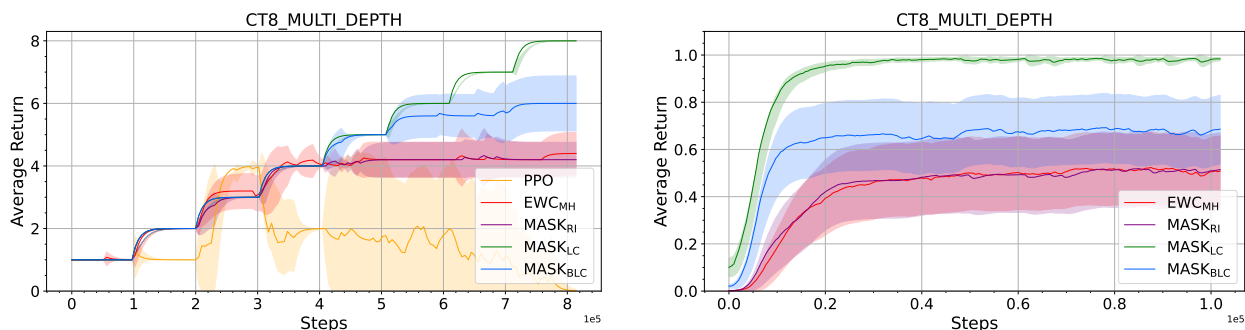 CT8_MULTI_DEPTH
Average Return
8
6
4
2
0
0 1 2 3 4 5 6 7 8
Steps
1e5
PPO
EWC_MH
MASK_RI
MASK_LC
MASK_BLC
CT8_MULTI_DEPTH
Average Return
1.0
0.8
0.6
0.4
0.2
0.0
0.0 0.2 0.4 0.6 0.8 1.0
Steps
1e5
EWC_MH
MASK_RI
MASK_LC
MASK_BLC